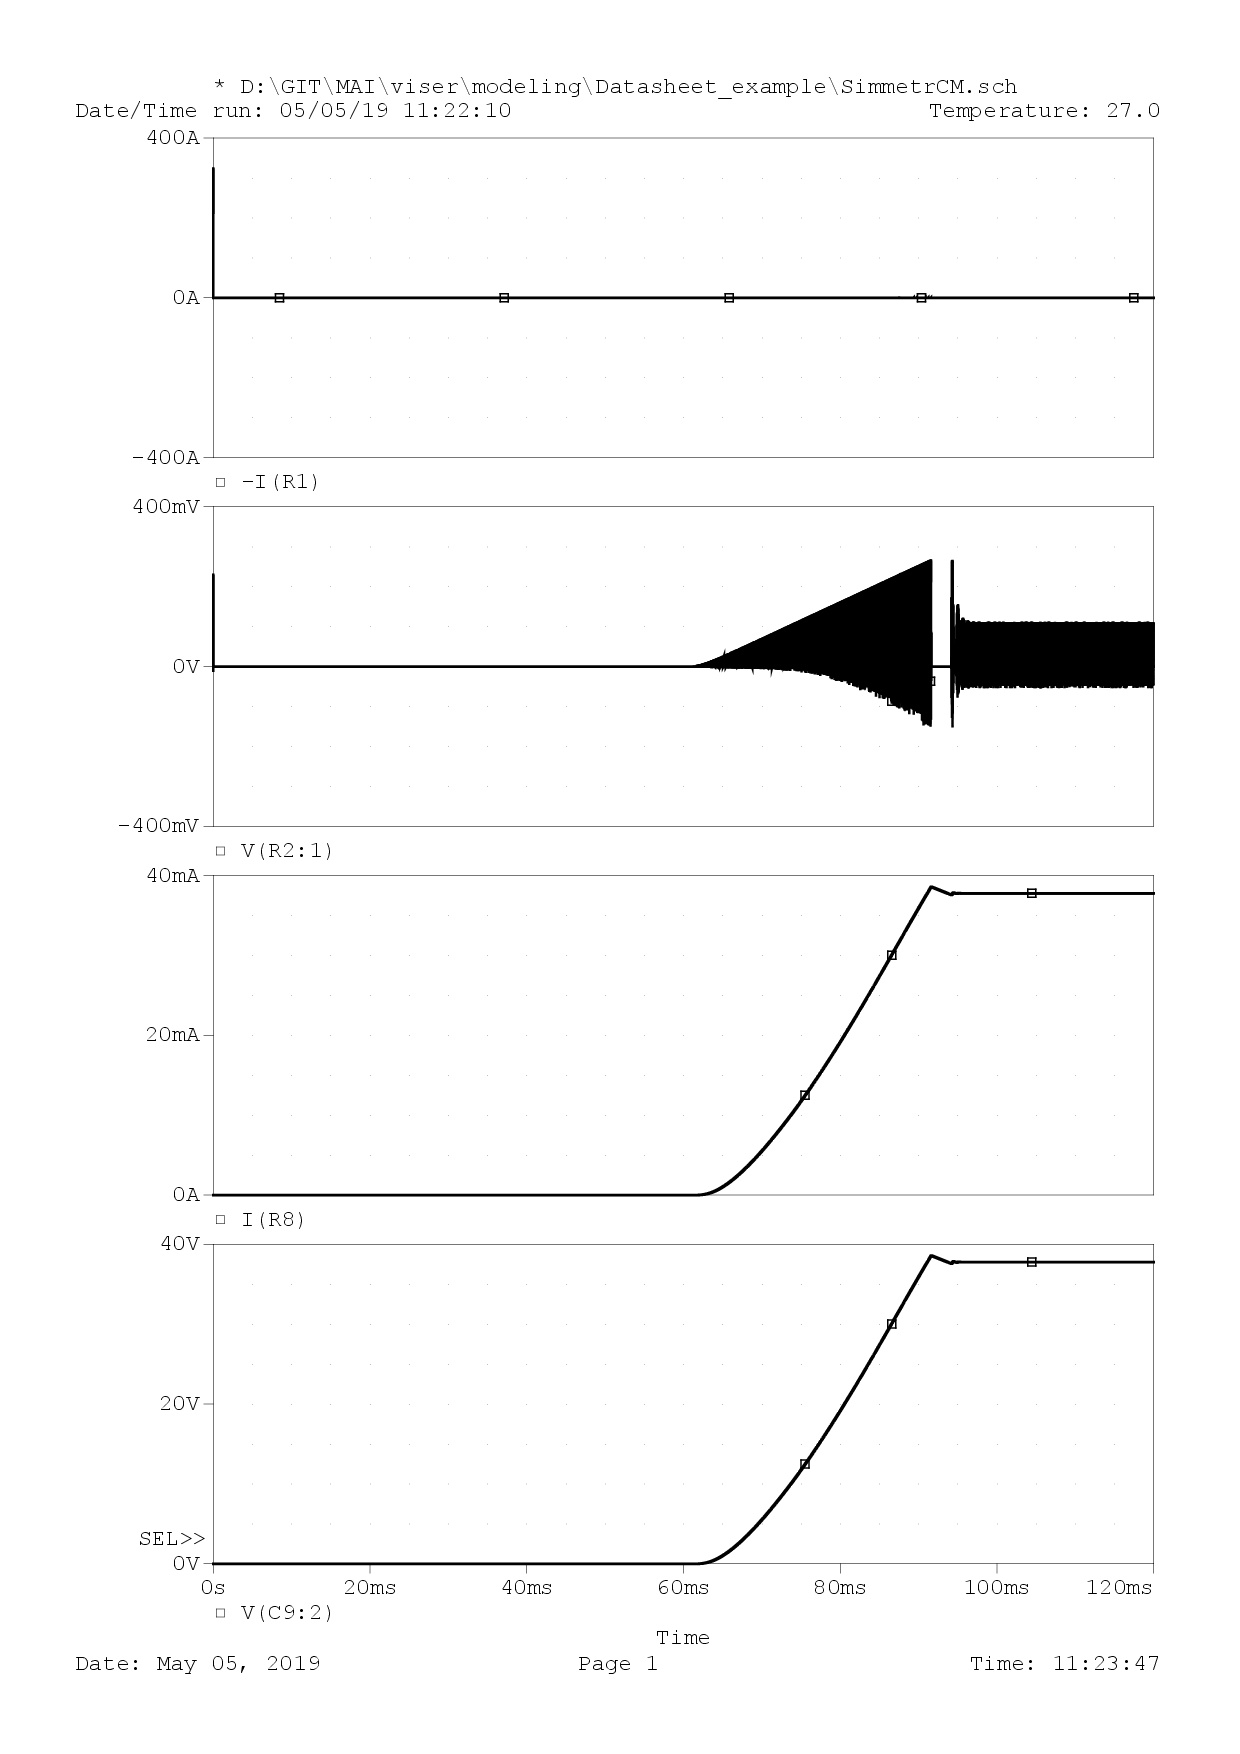 * D:\GIT\MAI\viser\modeling\Datasheet_example\SimmetrCM.sch
Date/Time run: 05/05/19 11:22:10 Temperature: 27.0
400A
0A
-400A
-I(R1)
400mV
0V
-400mV
V(R2:1)
40mA
20mA
0A
I(R8)
40V
20V
SEL>>
0V
0s 20ms 40ms 60ms 80ms 100ms 120ms
V(C9:2)
Time
Date: May 05, 2019 Page 1 Time: 11:23:47